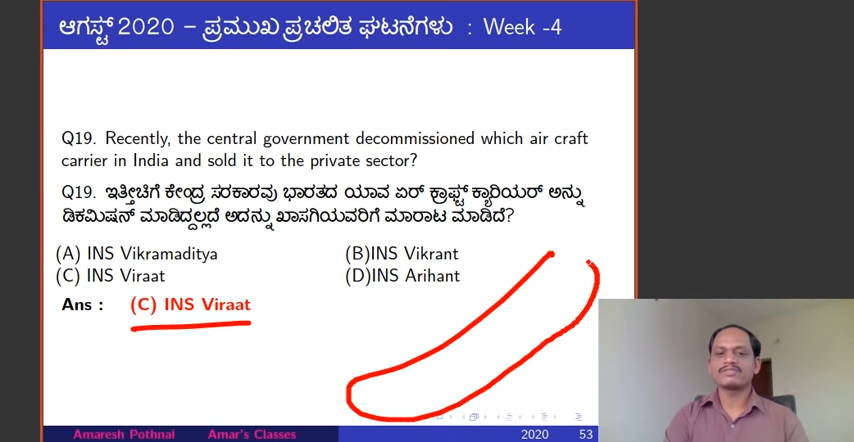 ಆಗಸ್ಟ್ 2020 – ಪ್ರಮುಖ ಪ್ರಚಲಿತ ಘಟನೆಗಳು : Week -4
Q19. Recently, the central government decommissioned which air craft
carrier in India and sold it to the private sector?
Q19. ಇತ್ತೀಚಿಗೆ ಕೇಂದ್ರ ಸರಕಾರವು ಭಾರತದ ಯಾವ ಏರ್ ಕ್ರಾಫ್ಟ್ ಕ್ಯಾರಿಯರ್ ಅನ್ನು
ಡಿಕಮಿಷನ್ ಮಾಡಿದ್ದಲ್ಲದೆ ಅದನ್ನು ಖಾಸಗಿಯವರಿಗೆ ಮಾರಾಟ ಮಾಡಿದೆ?
(A) INS Vikramaditya (B)INS Vikrant
(C) INS Viraat (D)INS Arihant
Ans : (C) INS Viraat
Amaresh Pothnal Amar's Classes 2020 53